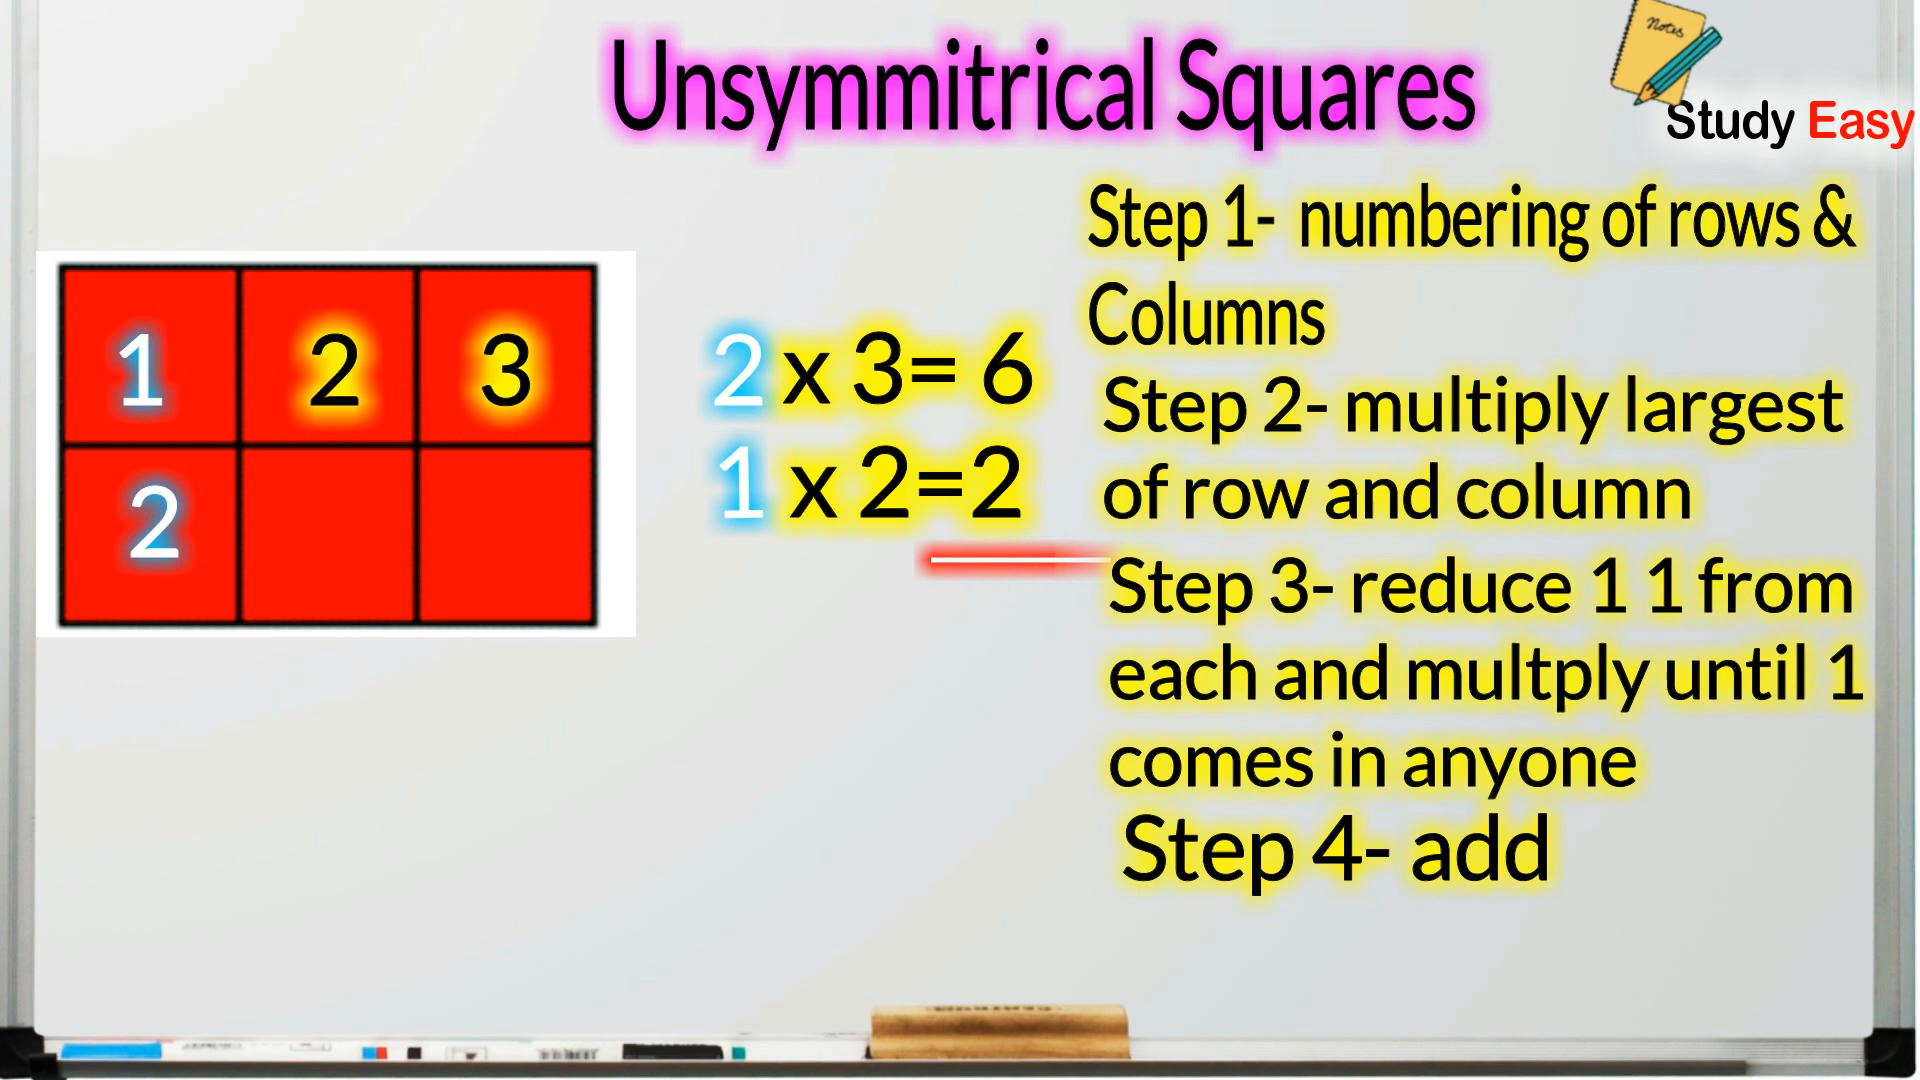 Unsymmitrical Squares
Notes
Study Easy
Step 1- numbering of rows &
Columns
1 2 3
2
2 x 3= 6
1 x 2=2
Step 2- multiply largest
of row and column
Step 3- reduce 1 1 from
each and multply until 1
comes in anyone
Step 4- add